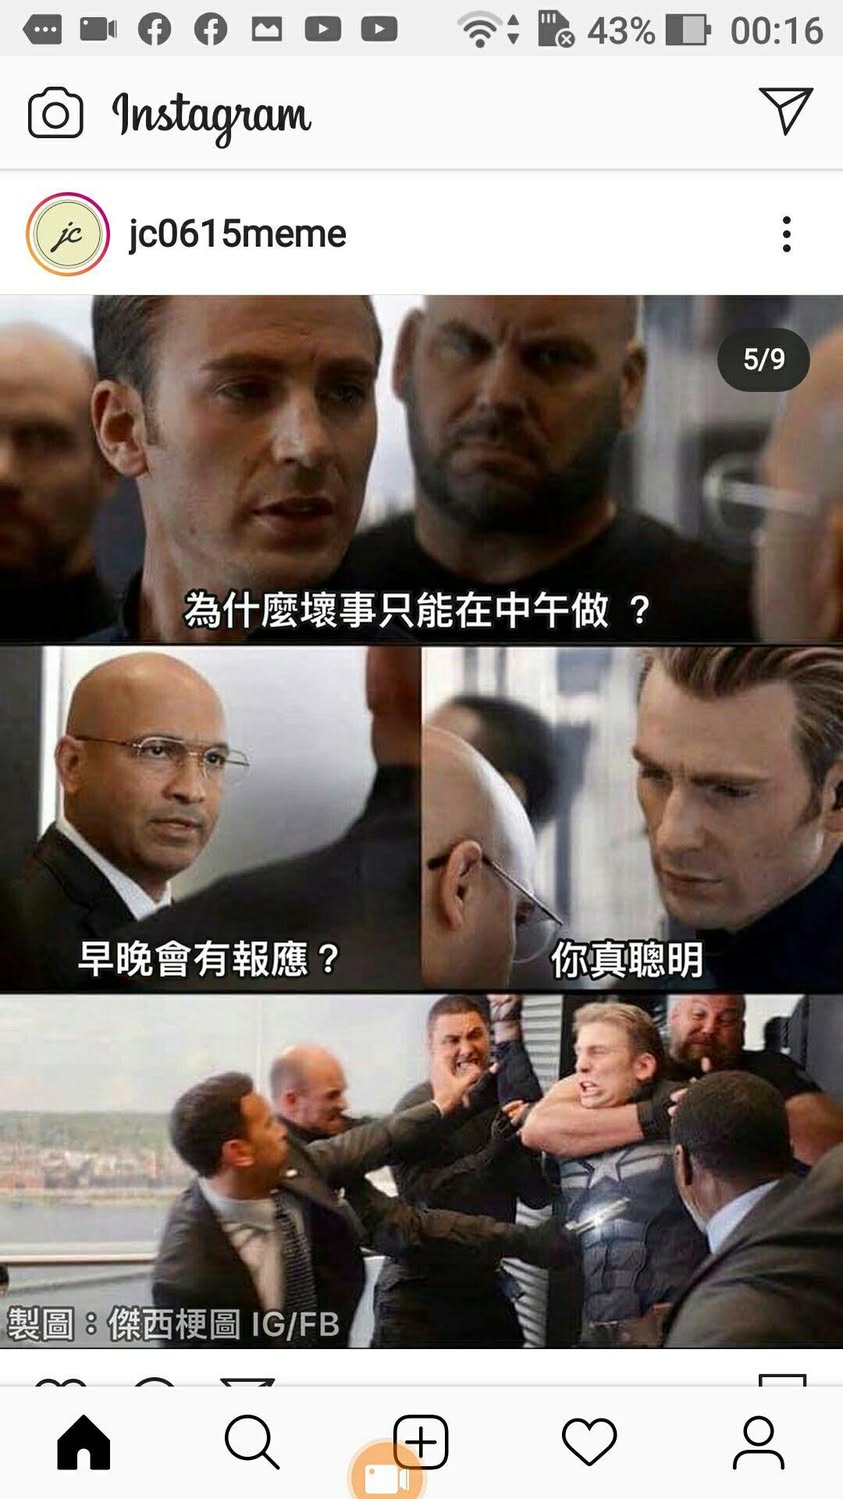 43% 00:16
Instagram
jc jc0615meme
5/9
為什麼壞事只能在中午做 ？
早晚會有報應？
你真聰明
製圖：傑西梗圖 IG/FB